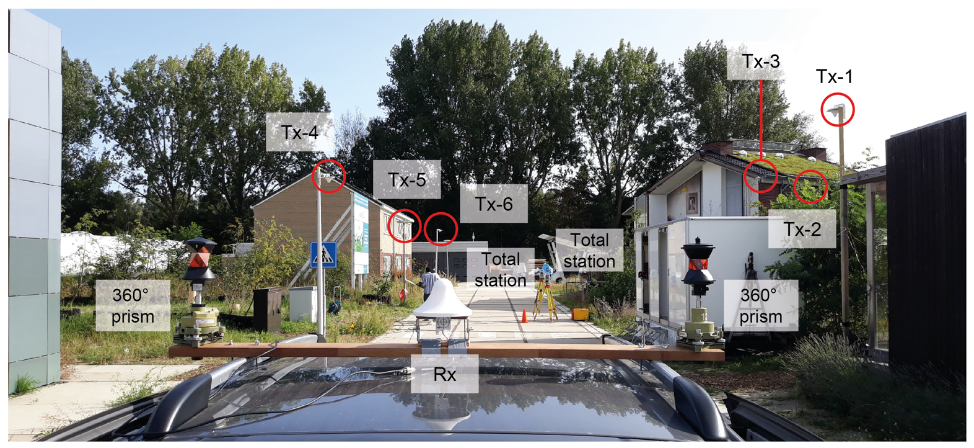 Tx-3
Tx-1
Tx-4
Tx-5
Tx-6
Tx-2
Total
station
Total
station
360°
prism
360°
prism
Rx